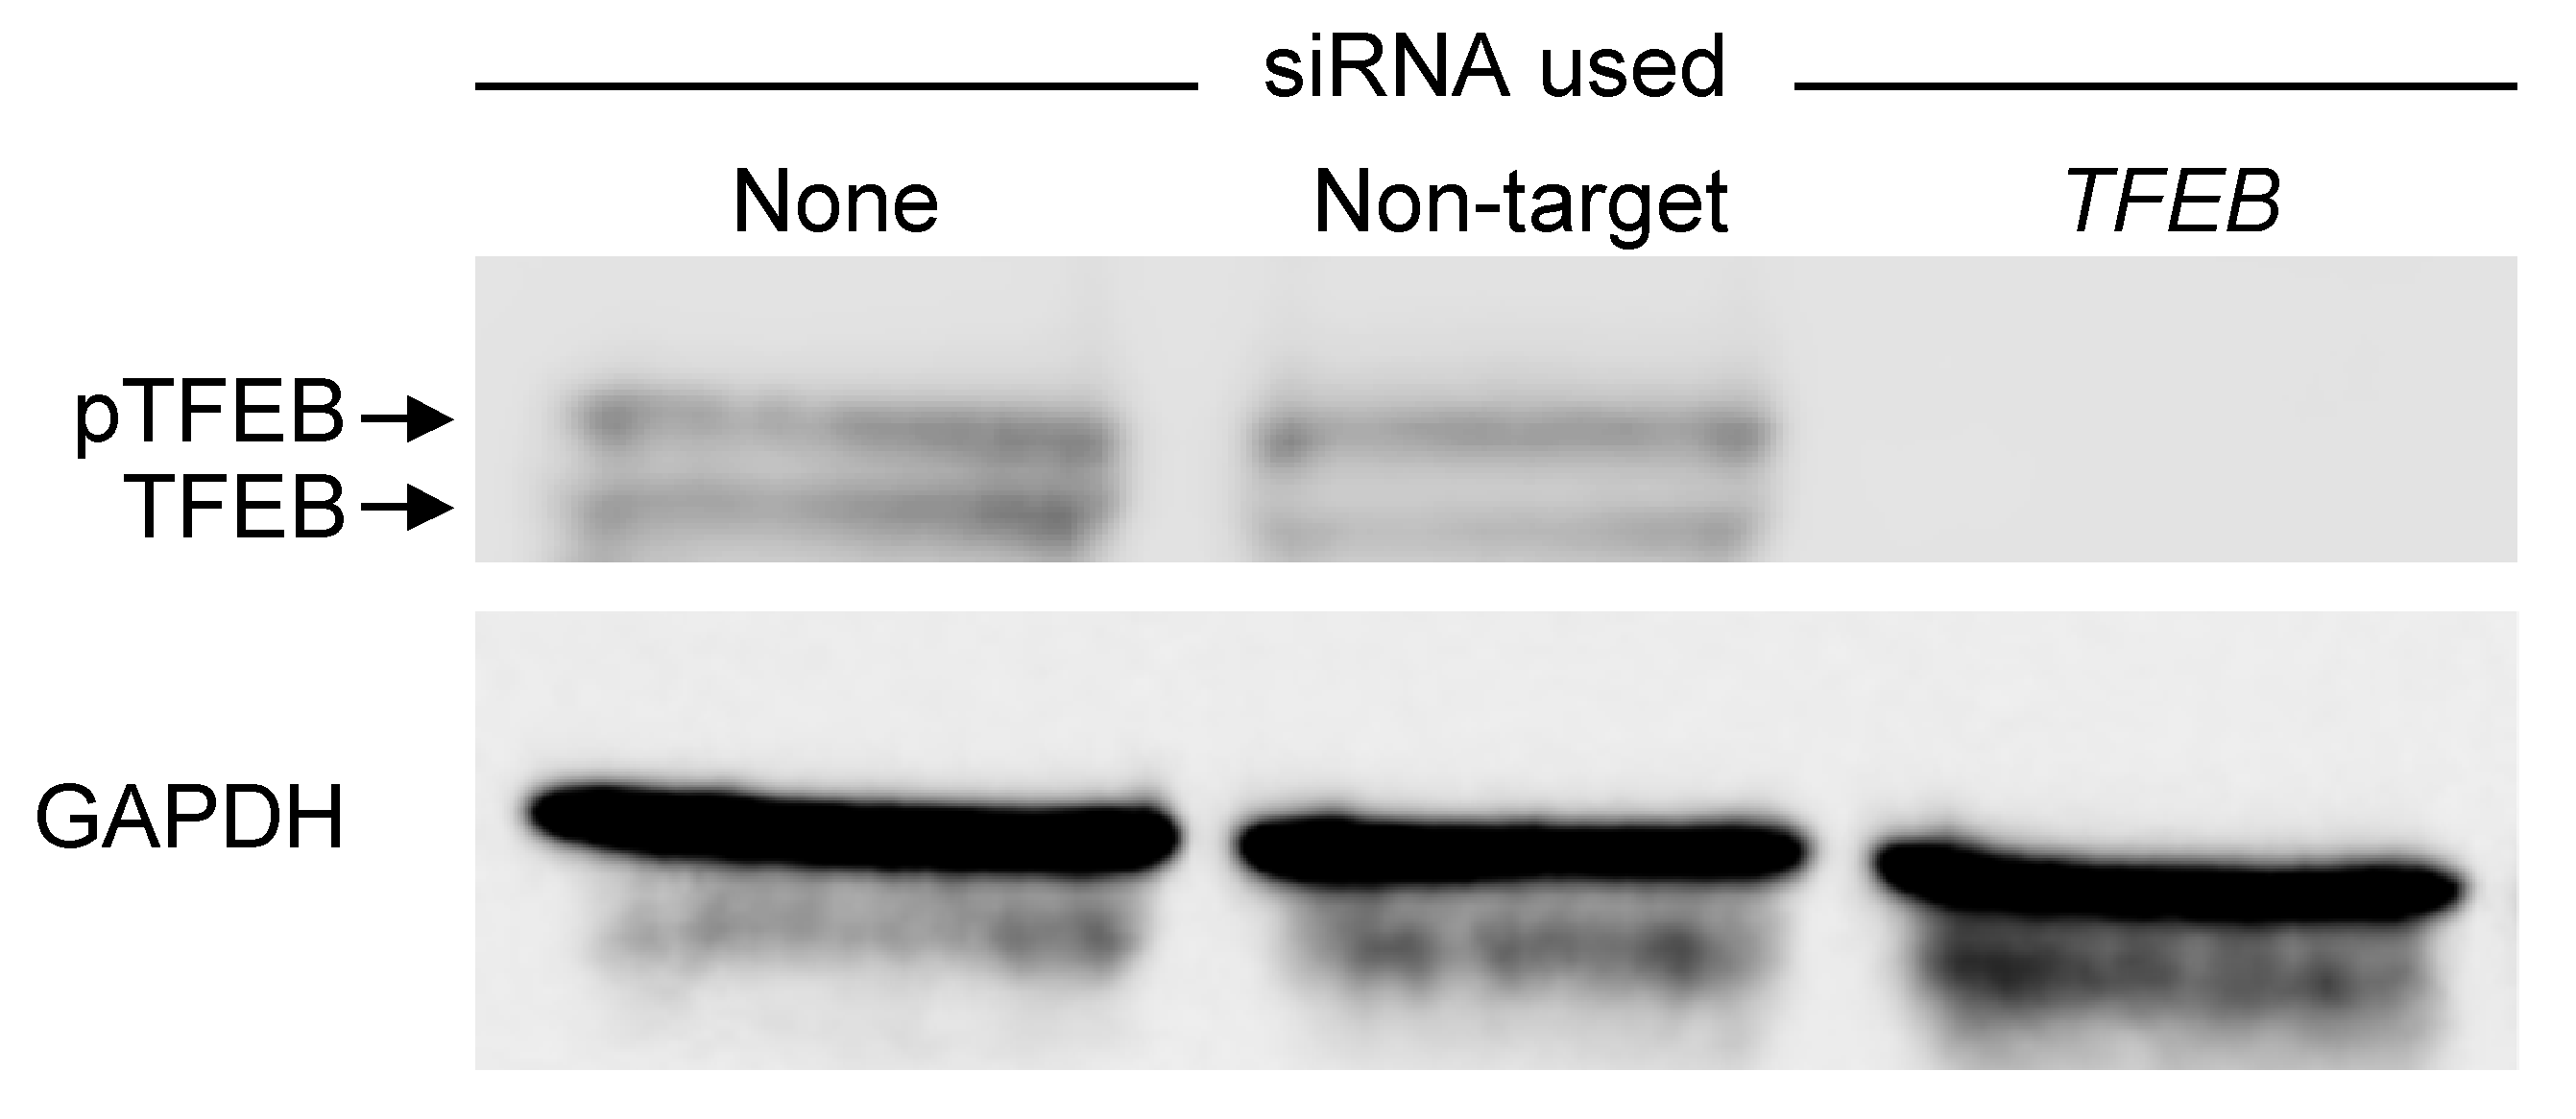 siRNA used
None Non-target TFEB
pTFEB
TFEB
GAPDH